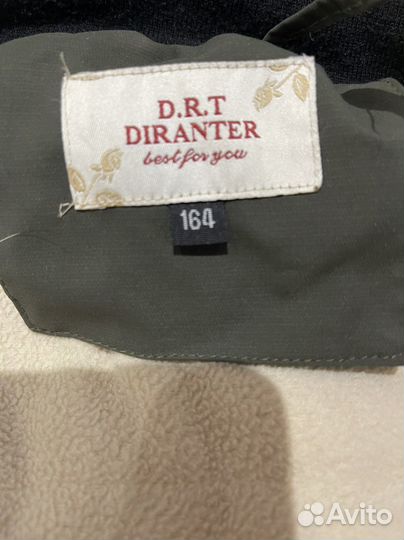 D.R.T
DIRANTER
best for you
164
Avito